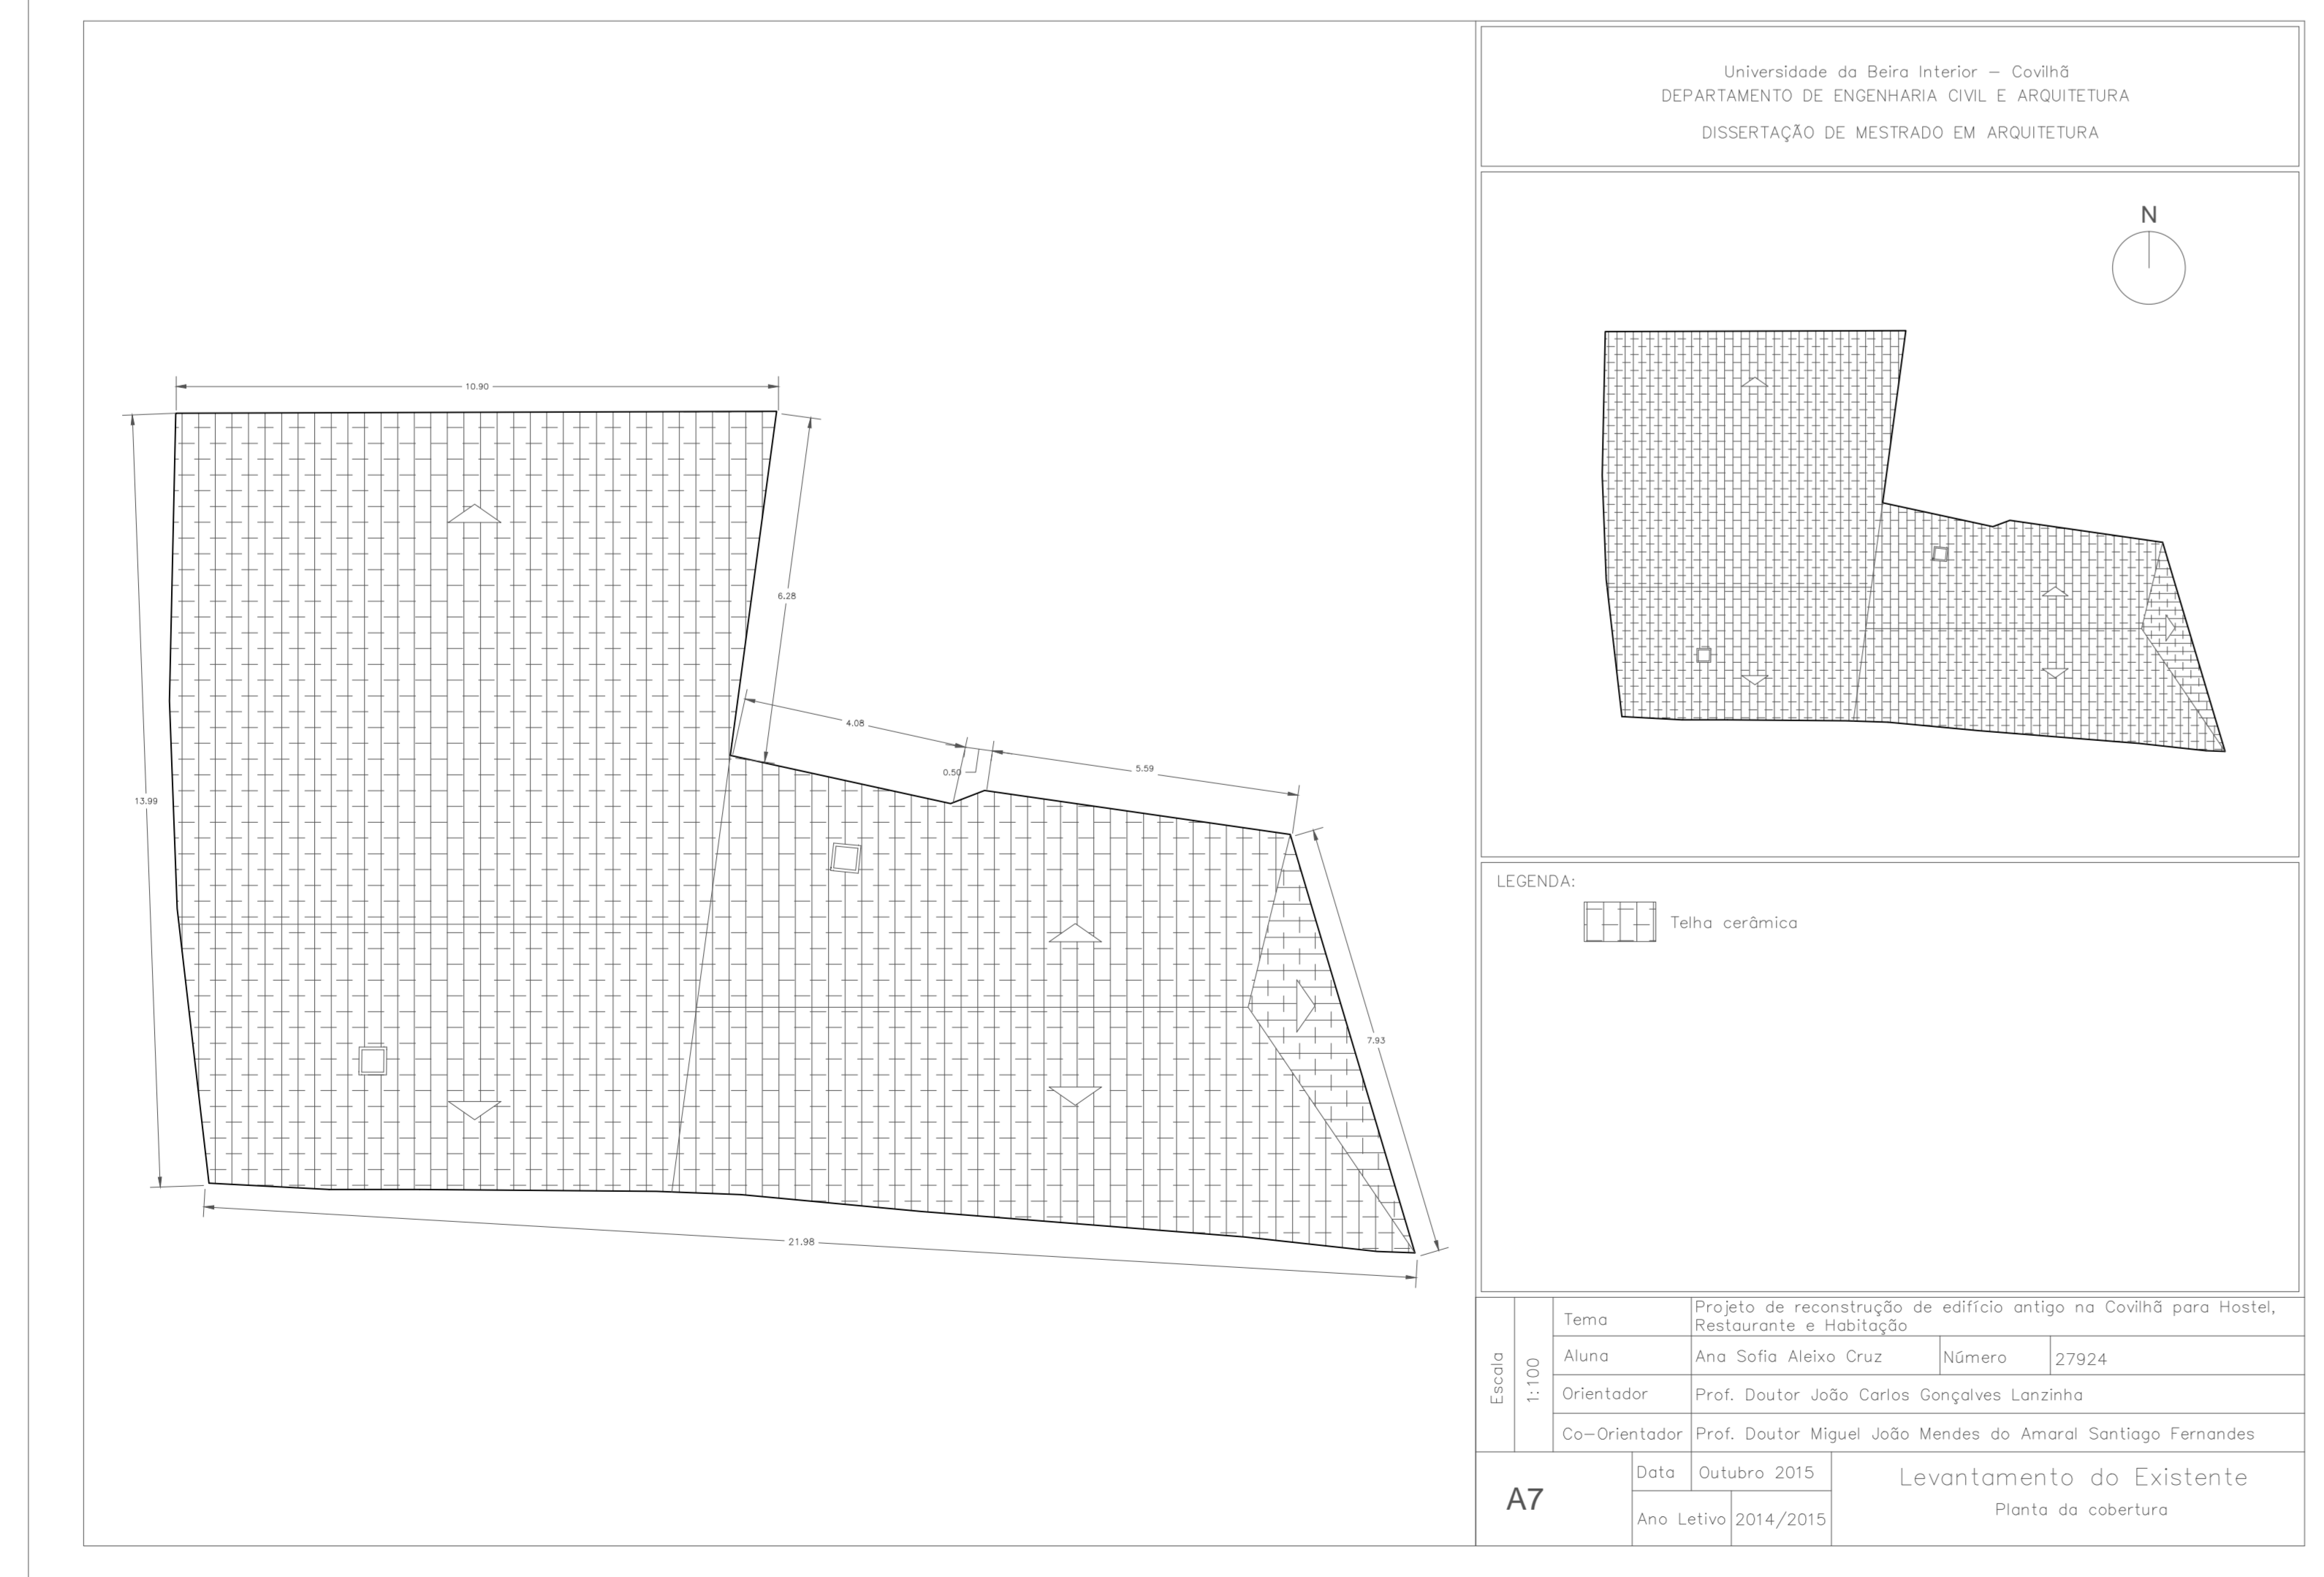 Universidade da Beira Interior – Covilhã
DEPARTAMENTO DE ENGENHARIA CIVIL E ARQUITETURA
DISSERTAÇÃO DE MESTRADO EM ARQUITETURA
N
10.90
6.28
4.08
0.50
5.59
13.99
7.93
21.98
LEGENDA:
Telha cerâmica
Escala
1:100
Tema
Projeto de reconstrução de edifício antigo na Covilhã para Hostel,
Restaurante e Habitação
Aluna
Ana Sofia Aleixo Cruz
Número
27924
Orientador
Prof. Doutor João Carlos Gonçalves Lanzinha
Co–Orientador
Prof. Doutor Miguel João Mendes do Amaral Santiago Fernandes
A7
Data
Outubro 2015
Ano Letivo
2014/2015
Levantamento do Existente
Planta da cobertura